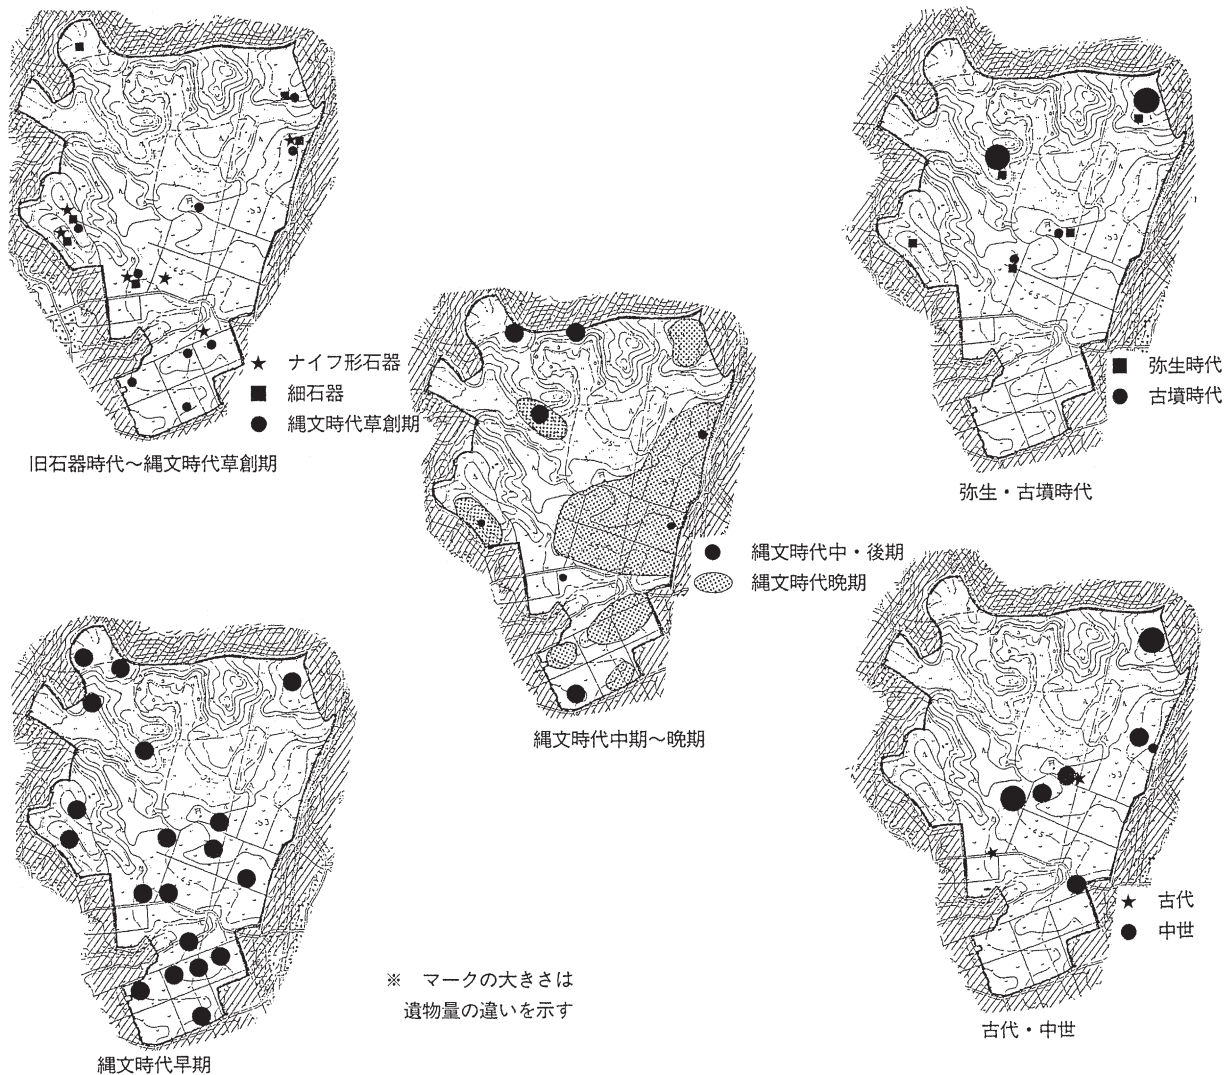 ナイフ形石器
細石器
縄文時代草創期
旧石器時代～縄文時代草創期
弥生時代
古墳時代
弥生・古墳時代
縄文時代中・後期
縄文時代晩期
縄文時代中期～晩期
古代
中世
古代・中世
※　マークの大きさは
遺物量の違いを示す
縄文時代早期